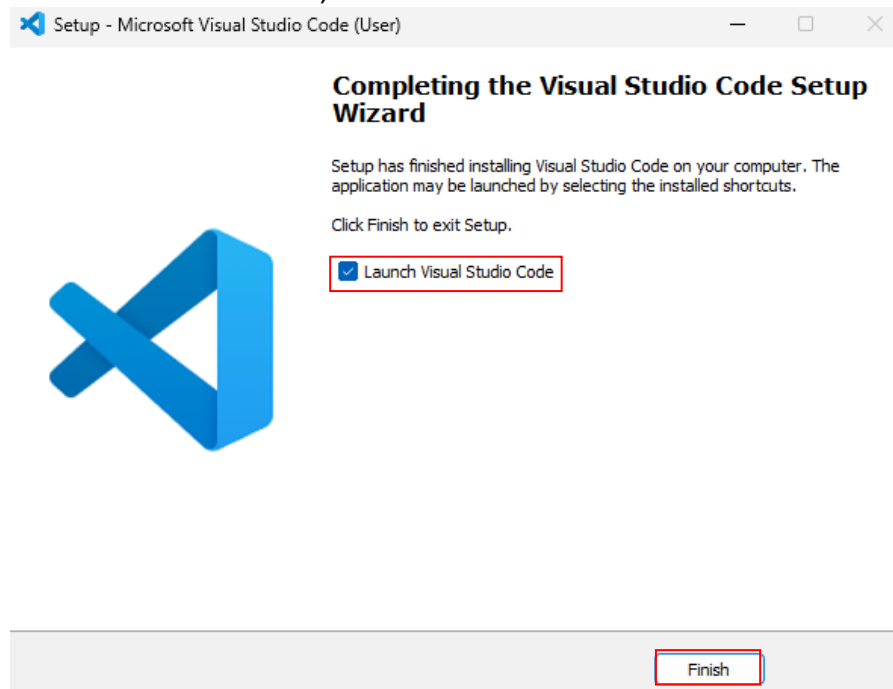 Setup - Microsoft Visual Studio Code (User)
Completing the Visual Studio Code Setup
Wizard
Setup has finished installing Visual Studio Code on your computer. The
application may be launched by selecting the installed shortcuts.
Click Finish to exit Setup.
Launch Visual Studio Code
Finish